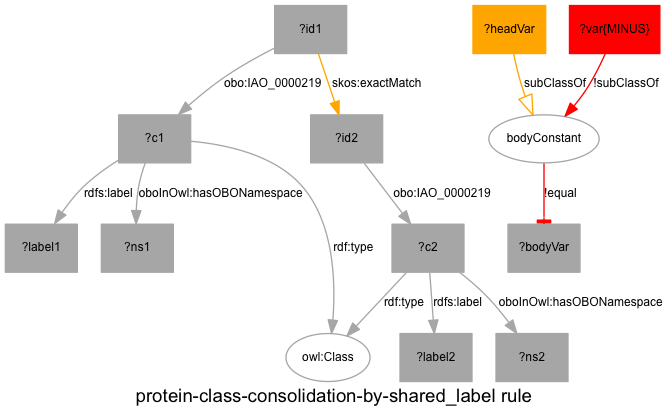 ?id1
?headVar
?var{MINUS}
obo:IAO_0000219
skos:exactMatch
subClassOf
!subClassOf
?c1
?id2
bodyConstant
rdfs:label
oboInOwl:hasOBONamespace
obo:IAO_0000219
!equal
?label1
?ns1
rdf:type
?c2
?bodyVar
rdf:type
rdfs:label
oboInOwl:hasOBONamespace
owl:Class
?label2
?ns2
protein-class-consolidation-by-shared_label rule